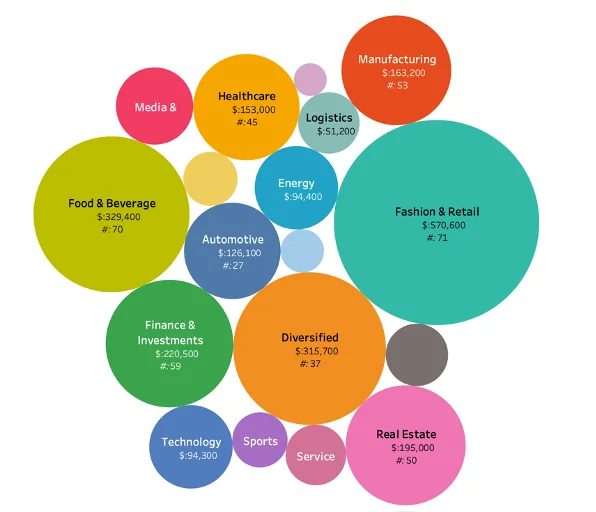 Manufacturing
$:163,200
#: 53
Healthcare
$:153,000
#: 45
Media &
Logistics
$:51,200
Energy
$:94,400
Food & Beverage
$:329,400
#: 70
Fashion & Retail
$:570,600
#: 71
Automotive
$:126,100
#: 27
Finance &
Investments
$:220,500
#: 59
Diversified
$:315,700
#: 37
Technology
$:94,300
Sports
Service
Real Estate
$:195,000
#: 50